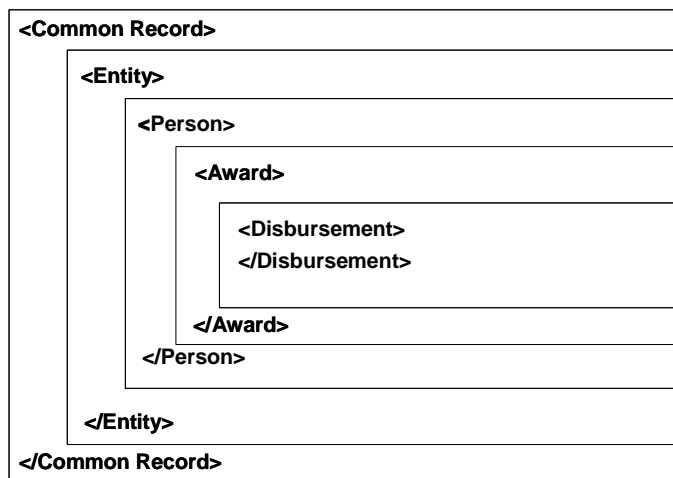 <Common Record>
<Entity>
<Person>
<Award>
<Disbursement>
</Disbursement>
</Award>
</Person>
</Entity>
</Common Record>